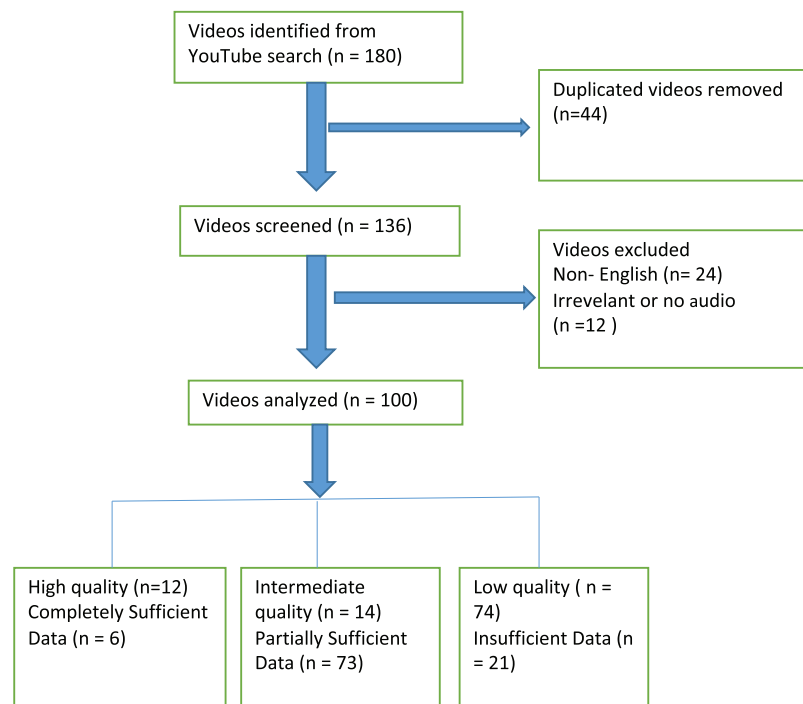 Videos identified from
YouTube search (n = 180)
Duplicated videos removed
(n=44)
Videos screened (n = 136)
Videos excluded
Non- English (n= 24)
Irrevelant or no audio
(n =12 )
Videos analyzed (n = 100)
High quality (n=12)
Completely Sufficient
Data (n = 6)
Intermediate
quality (n = 14)
Partially Sufficient
Data (n = 73)
Low quality ( n =
74)
Insufficient Data (n
= 21)